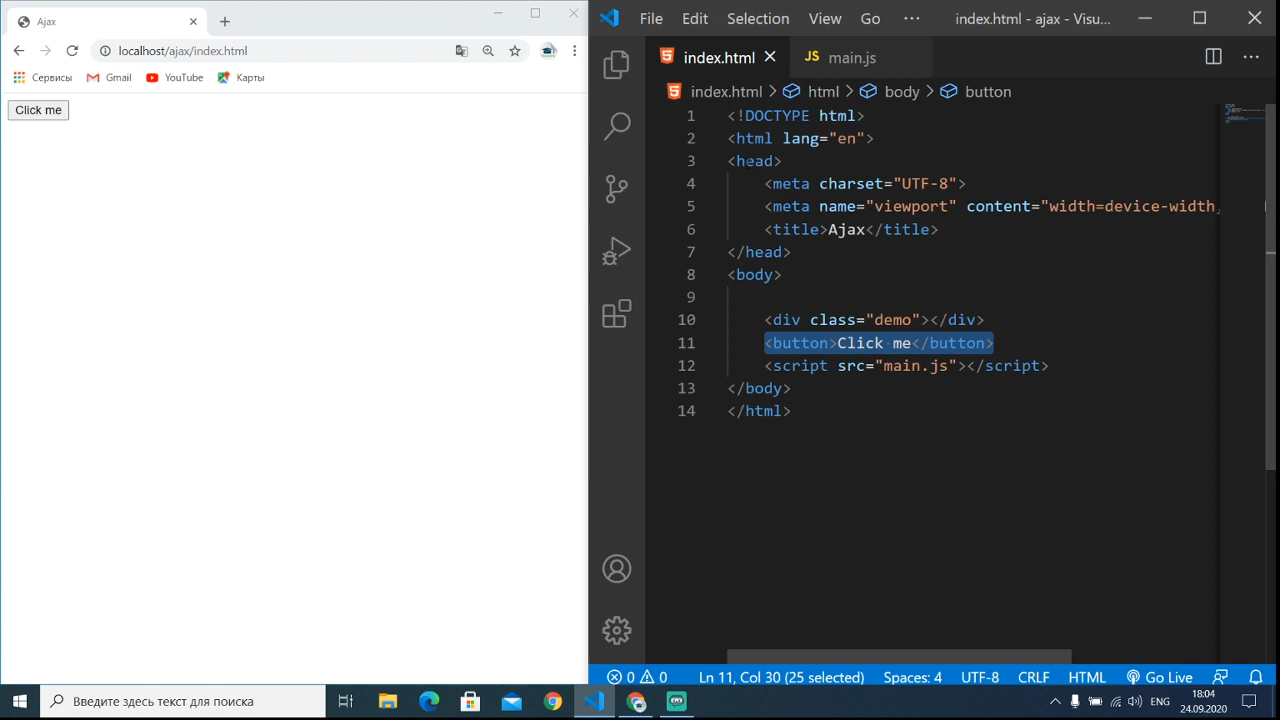 Ajax
localhost/ajax/index.html
Сервисы Gmail YouTube Карты
Click me
File Edit Selection View Go ··· index.html - ajax - Visu...
index.html JS main.js
index.html > html > body > button
1 <!DOCTYPE html>
2 <html lang="en">
3 <head>
4 <meta charset="UTF-8">
5 <meta name="viewport" content="width=device-width,
6 <title>Ajax</title>
7 </head>
8 <body>
9
10 <div class="demo"></div>
11 <button>Click me</button>
12 <script src="main.js"></script>
13 </body>
14 </html>
0 0 Ln 11, Col 30 (25 selected) Spaces: 4 UTF-8 CRLF HTML Go Live
Введите здесь текст для поиска
ENG 18:04
24.09.2020